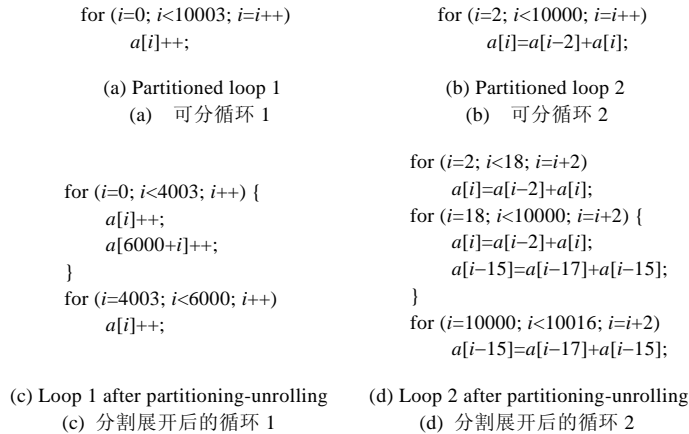 for (i=0; i<10003; i=i++)
a[i]++;
(a) Partitioned loop 1
(a) 可分循环 1
for (i=2; i<10000; i=i++)
a[i]=a[i−2]+a[i];
(b) Partitioned loop 2
(b) 可分循环 2
for (i=0; i<4003; i++) {
a[i]++;
a[6000+i]++;
}
for (i=4003; i<6000; i++)
a[i]++;
(c) Loop 1 after partitioning-unrolling
(c) 分割展开后的循环 1
for (i=2; i<18; i=i+2)
a[i]=a[i−2]+a[i];
for (i=18; i<10000; i=i+2) {
a[i]=a[i−2]+a[i];
a[i−15]=a[i−17]+a[i−15];
}
for (i=10000; i<10016; i=i+2)
a[i−15]=a[i−17]+a[i−15];
(d) Loop 2 after partitioning-unrolling
(d) 分割展开后的循环 2